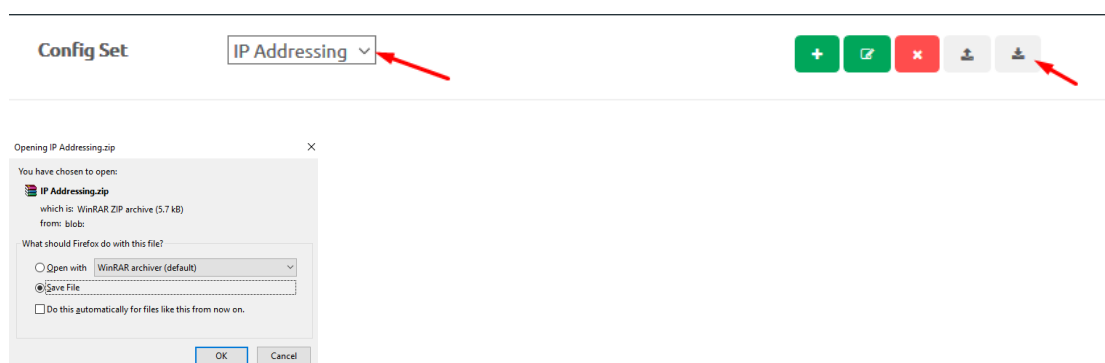 Config Set
IP Addressing
Opening IP Addressing.zip
You have chosen to open:
IP Addressing.zip
which is: WinRAR ZIP archive (5.7 kB)
from: blob:
What should Firefox do with this file?
Open with WinRAR archiver (default)
Save File
Do this automatically for files like this from now on.
OK Cancel